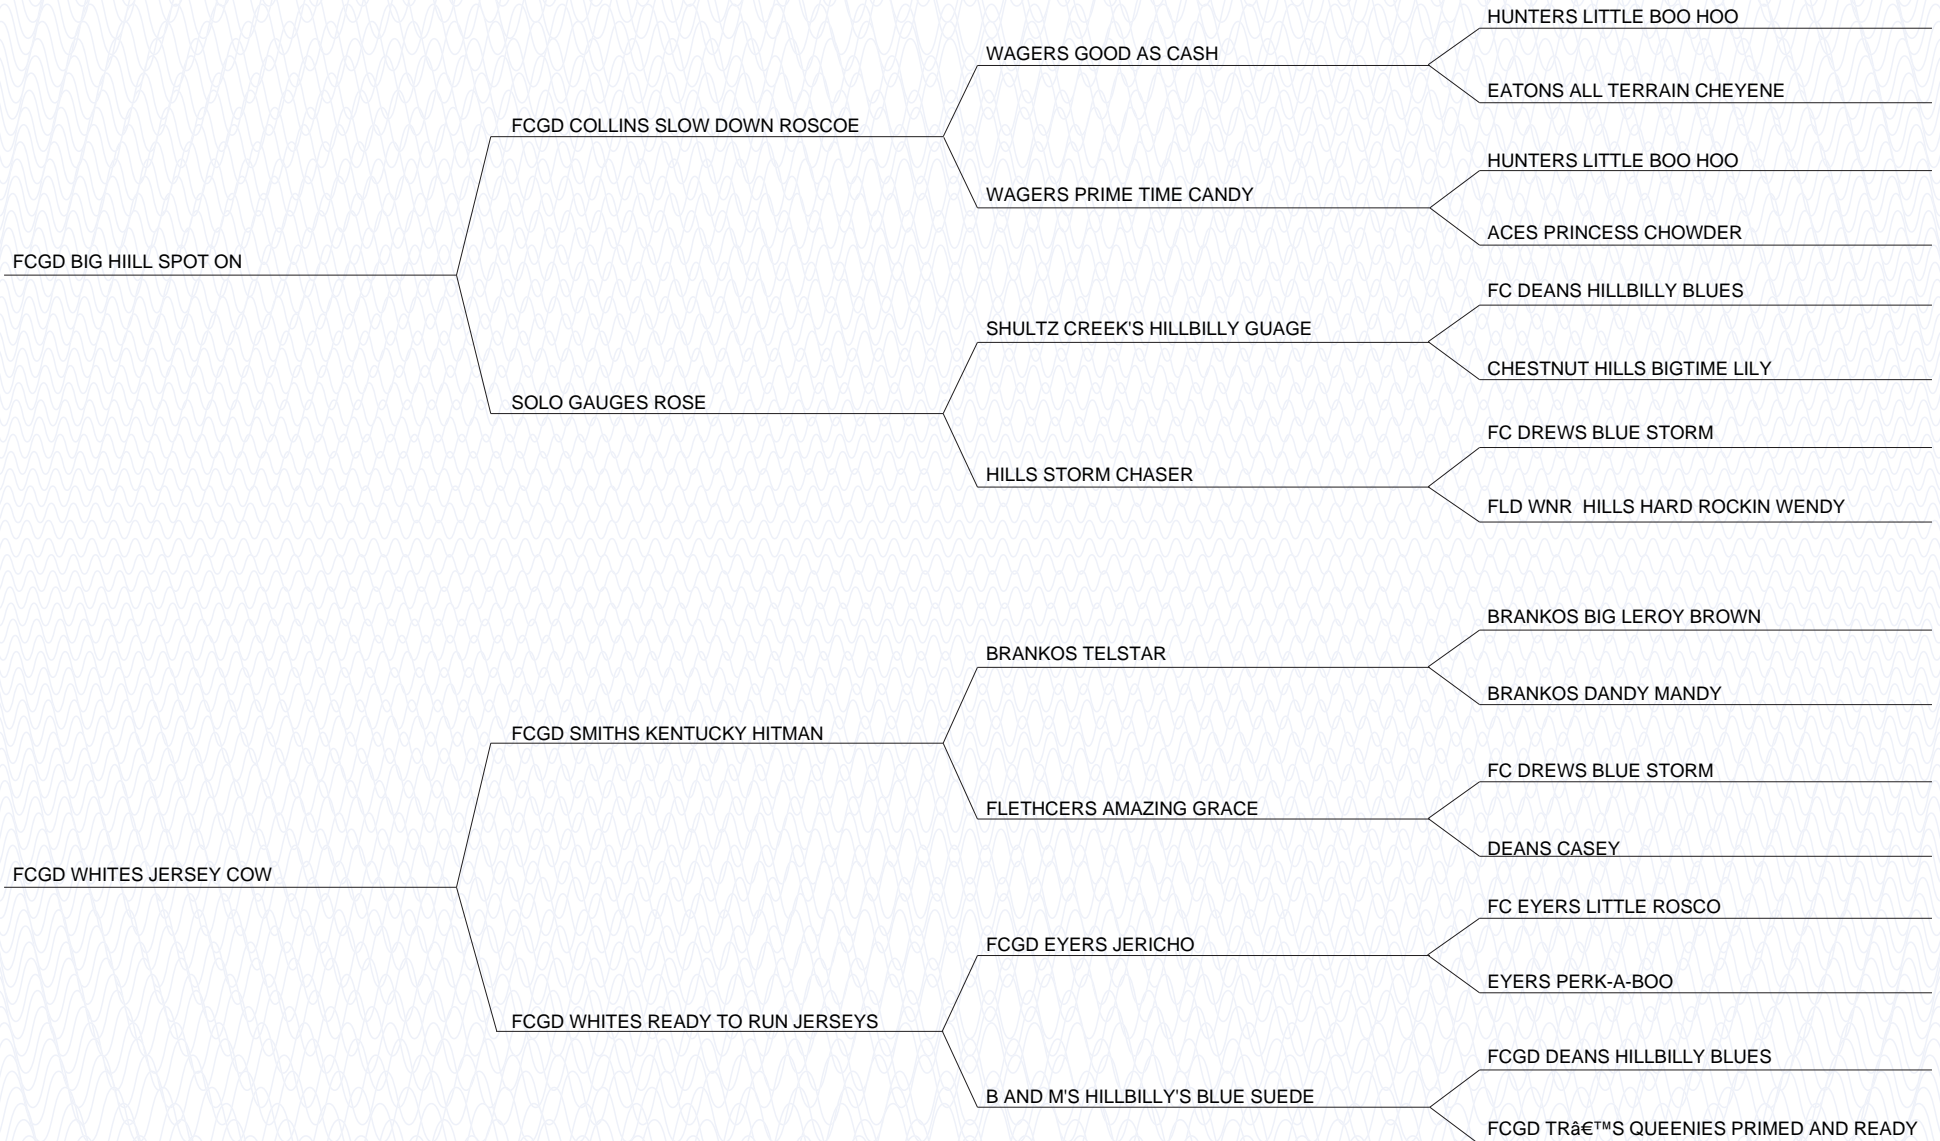 HUNTERS LITTLE BOO HOO
WAGERS GOOD AS CASH
EATONS ALL TERRAIN CHEYENE
FCGD COLLINS SLOW DOWN ROSCOE
HUNTERS LITTLE BOO HOO
WAGERS PRIME TIME CANDY
ACES PRINCESS CHOWDER
FCGD BIG HIILL SPOT ON
FC DEANS HILLBILLY BLUES
SHULTZ CREEK'S HILLBILLY GUAGE
CHESTNUT HILLS BIGTIME LILY
SOLO GAUGES ROSE
FC DREWS BLUE STORM
HILLS STORM CHASER
FLD WNR  HILLS HARD ROCKIN WENDY
BRANKOS BIG LEROY BROWN
BRANKOS TELSTAR
BRANKOS DANDY MANDY
FCGD SMITHS KENTUCKY HITMAN
FC DREWS BLUE STORM
FLETHCERS AMAZING GRACE
DEANS CASEY
FCGD WHITES JERSEY COW
FC EYERS LITTLE ROSCO
FCGD EYERS JERICHO
EYERS PERK-A-BOO
FCGD WHITES READY TO RUN JERSEYS
FCGD DEANS HILLBILLY BLUES
B AND M'S HILLBILLY'S BLUE SUEDE
FCGD TRâ€™S QUEENIES PRIMED AND READY